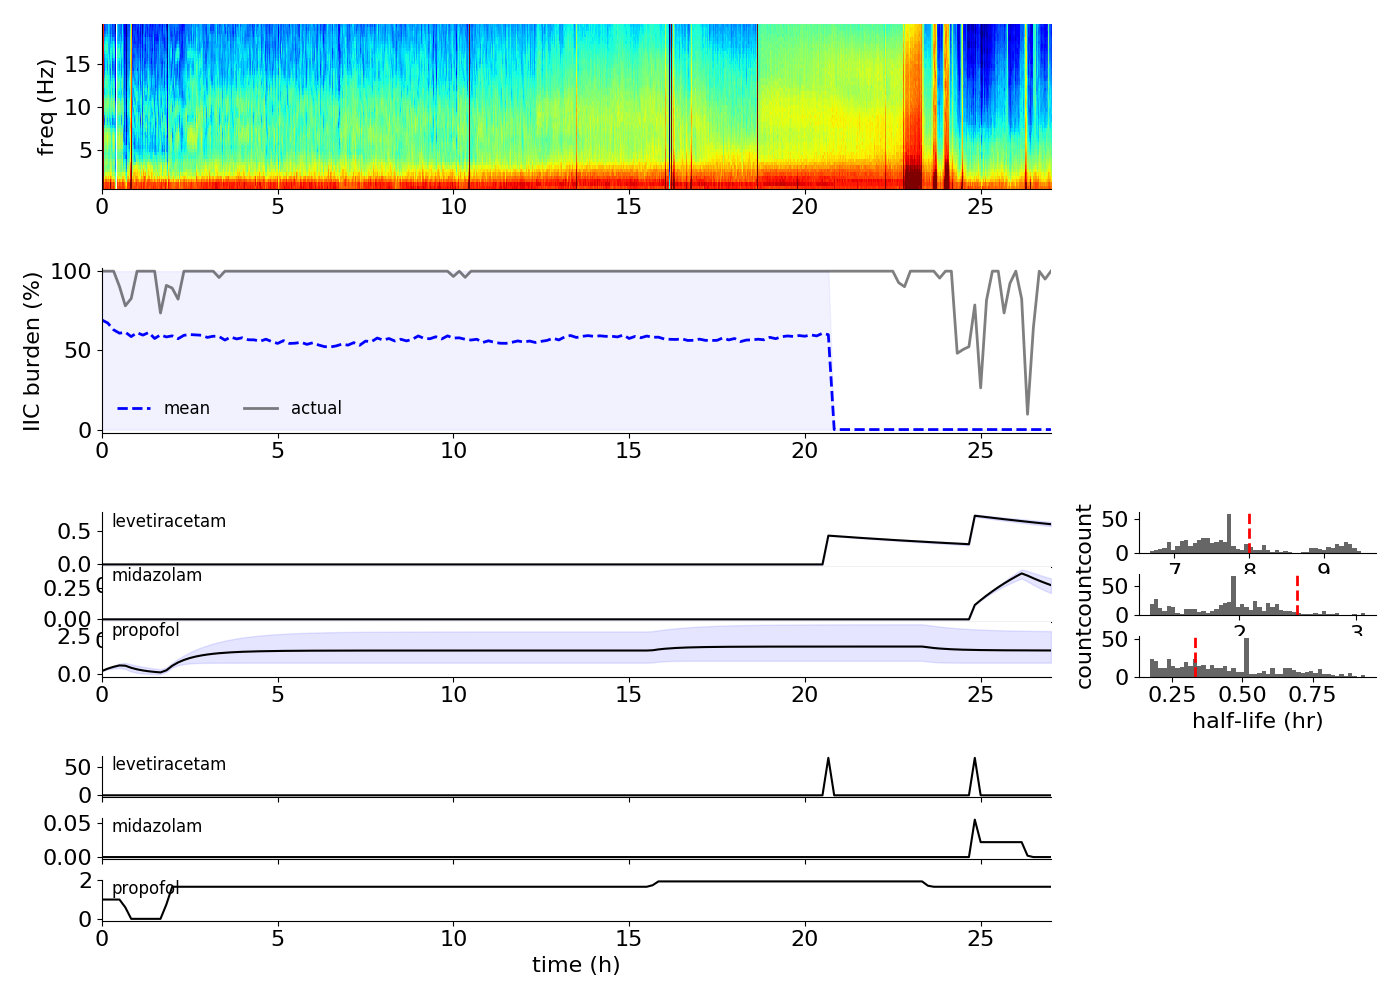 freq (Hz)
15
10
5
0 5 10 15 20 25
IIC burden (%)
100
50
0
mean actual
0 5 10 15 20 25
levetiracetam
0.5
0.0
midazolam
0.25
0.00
propofol
2.5
0.0
0 5 10 15 20 25
count
50
0
7 8 9
count
50
0
2 3
count
50
0
0.25 0.50 0.75
half-life (hr)
levetiracetam
50
0
midazolam
0.05
0.00
propofol
2
0
0 5 10 15 20 25
time (h)